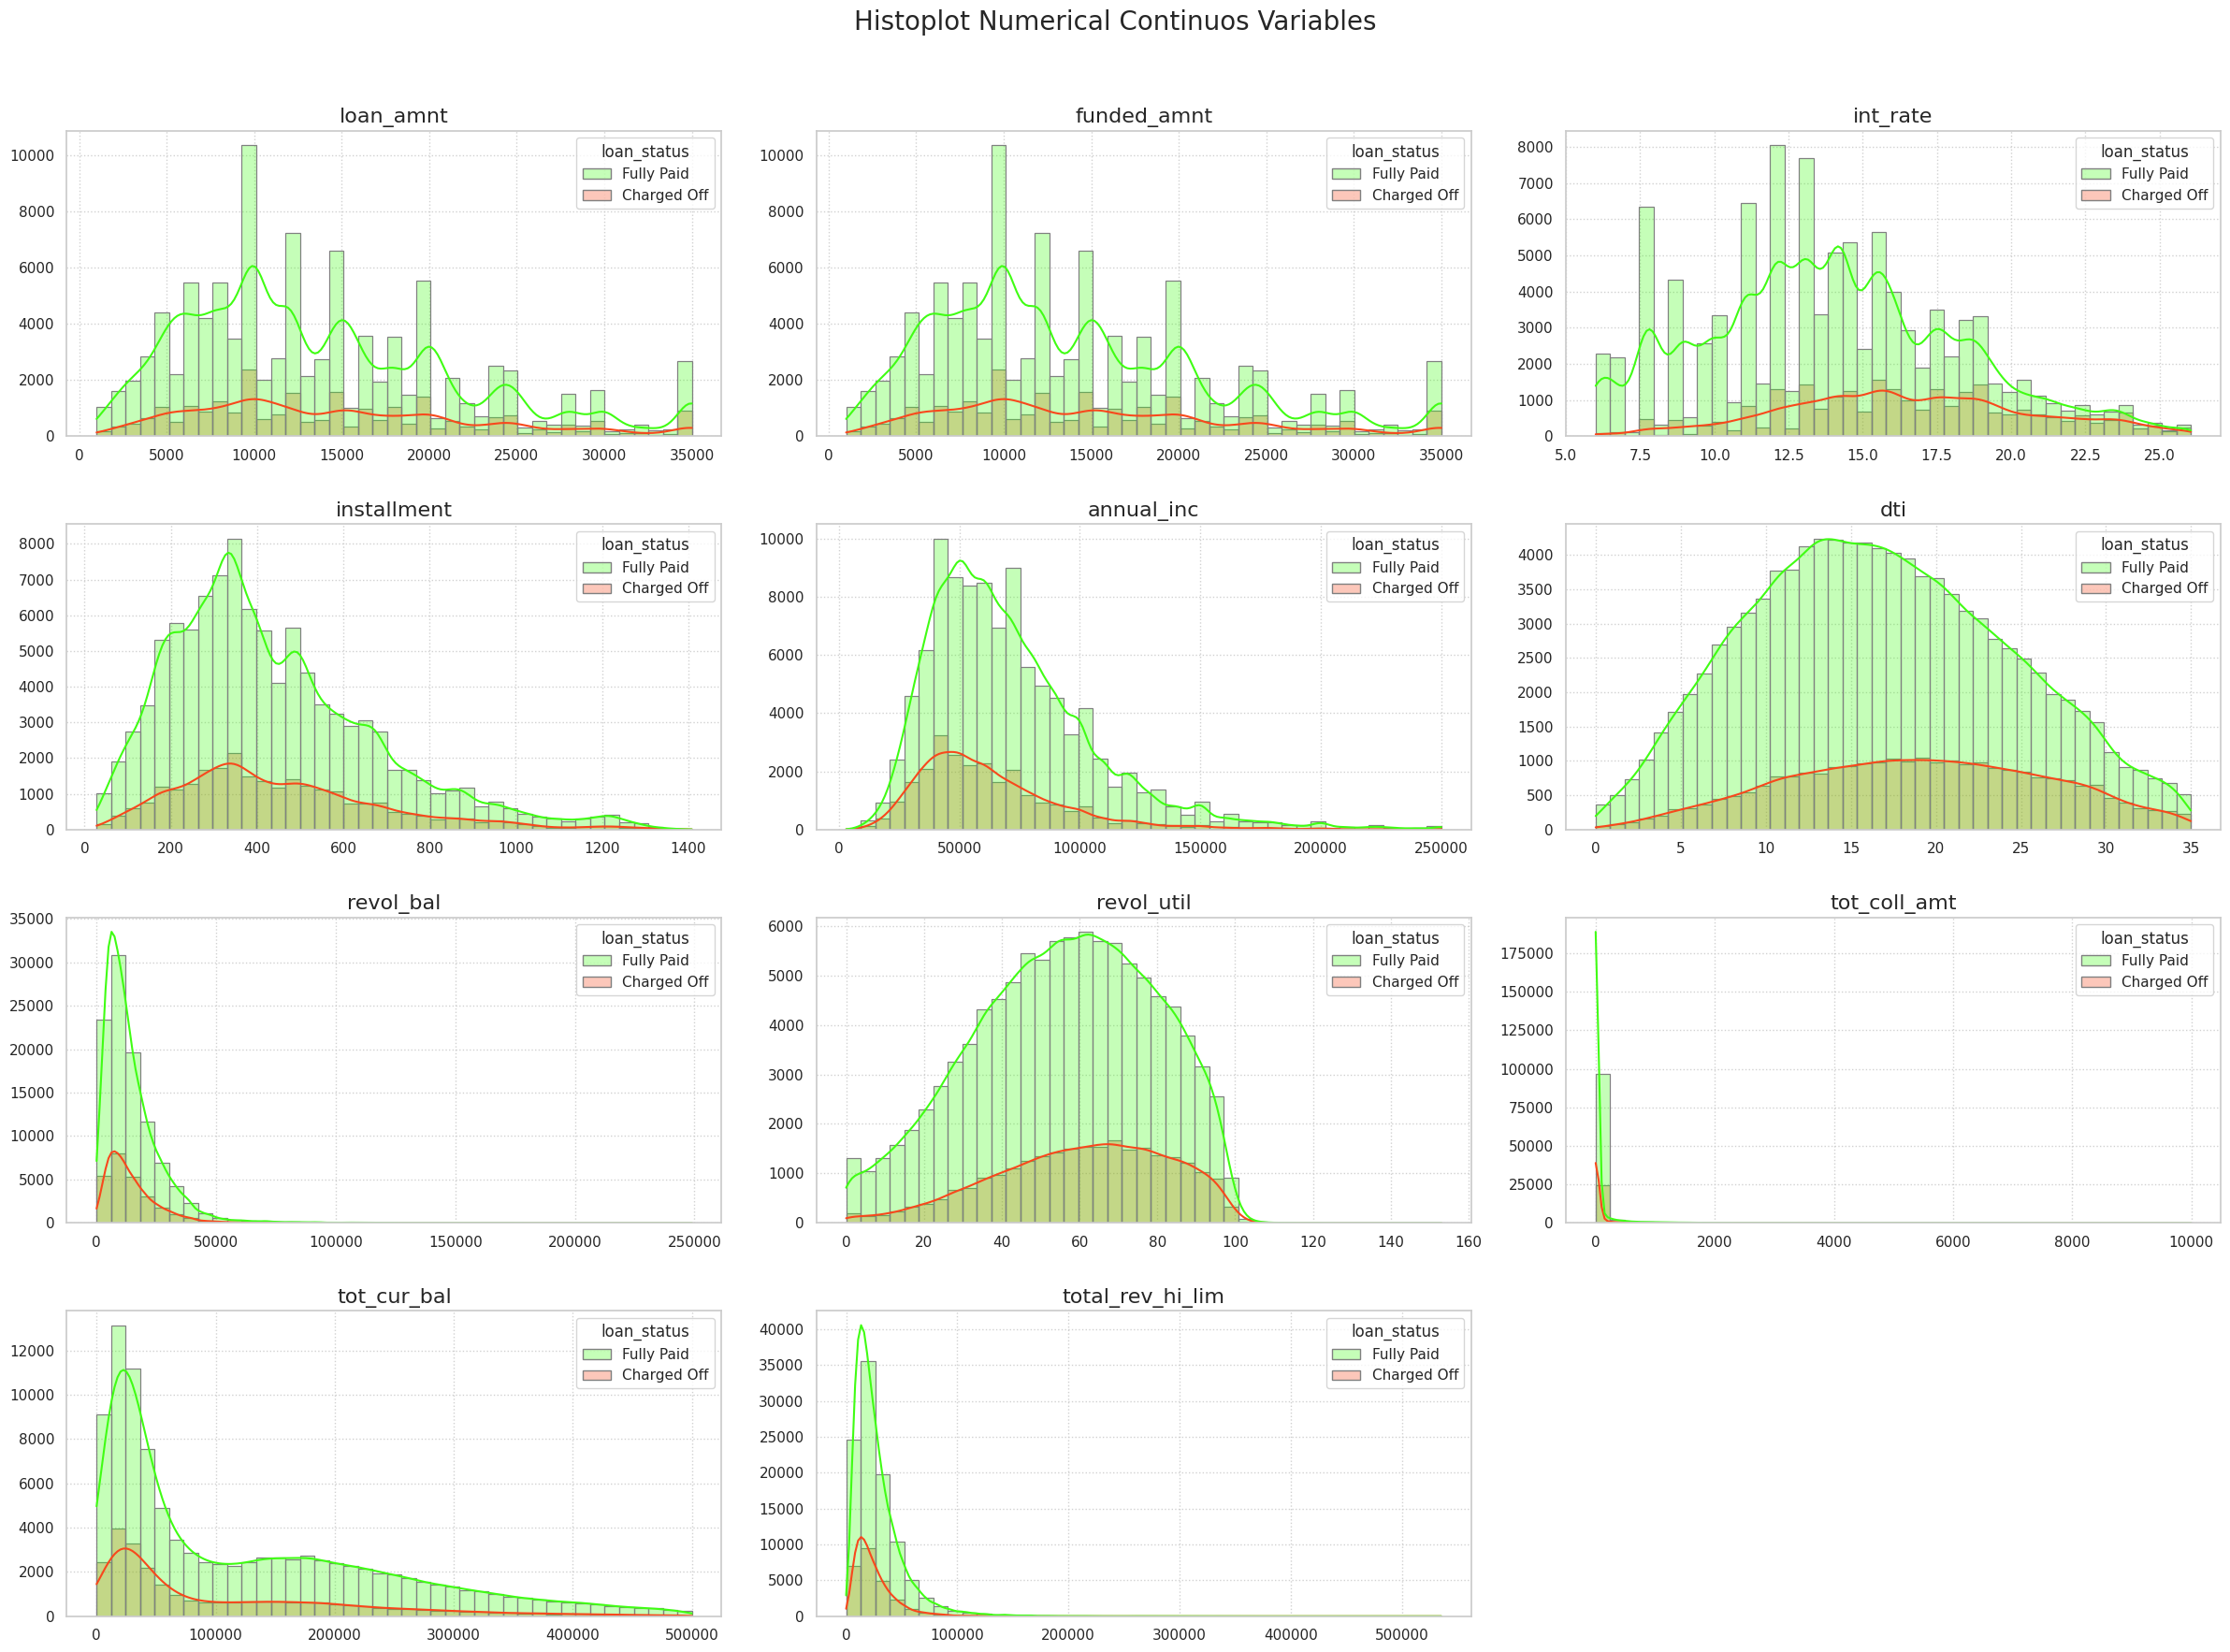 Histoplot Numerical Continuos Variables
loan_amnt
loan_status
Fully Paid
Charged Off
10000
8000
6000
4000
2000
0
0 5000 10000 15000 20000 25000 30000 35000
funded_amnt
loan_status
Fully Paid
Charged Off
10000
8000
6000
4000
2000
0
0 5000 10000 15000 20000 25000 30000 35000
int_rate
loan_status
Fully Paid
Charged Off
8000
7000
6000
5000
4000
3000
2000
1000
0
5.0 7.5 10.0 12.5 15.0 17.5 20.0 22.5 25.0
installment
loan_status
Fully Paid
Charged Off
8000
7000
6000
5000
4000
3000
2000
1000
0
0 200 400 600 800 1000 1200 1400
annual_inc
loan_status
Fully Paid
Charged Off
10000
8000
6000
4000
2000
0
0 50000 100000 150000 200000 250000
dti
loan_status
Fully Paid
Charged Off
4000
3500
3000
2500
2000
1500
1000
500
0
0 5 10 15 20 25 30 35
revol_bal
loan_status
Fully Paid
Charged Off
35000
30000
25000
20000
15000
10000
5000
0
0 50000 100000 150000 200000 250000
revol_util
loan_status
Fully Paid
Charged Off
6000
5000
4000
3000
2000
1000
0
0 20 40 60 80 100 120 140 160
tot_coll_amt
loan_status
Fully Paid
Charged Off
175000
150000
125000
100000
75000
50000
25000
0
0 2000 4000 6000 8000 10000
tot_cur_bal
loan_status
Fully Paid
Charged Off
12000
10000
8000
6000
4000
2000
0
0 100000 200000 300000 400000 500000
total_rev_hi_lim
loan_status
Fully Paid
Charged Off
40000
35000
30000
25000
20000
15000
10000
5000
0
0 100000 200000 300000 400000 500000